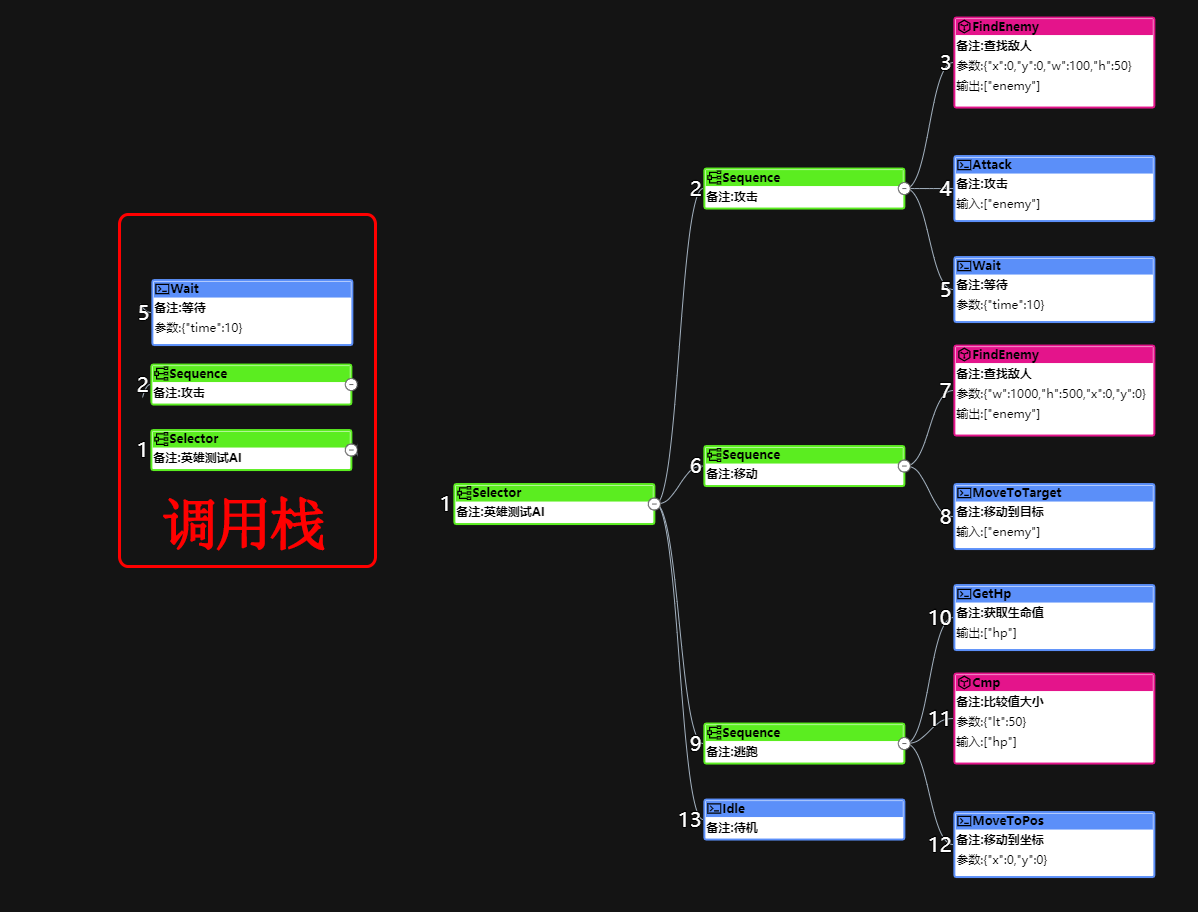 5
Wait
备注:等待
参数:{"time":10}
2
Sequence
备注:攻击
1
Selector
备注:英雄测试AI
调用栈
1
Selector
备注:英雄测试AI
2
Sequence
备注:攻击
3
FindEnemy
备注:查找敌人
参数:{"x":0,"y":0,"w":100,"h":50}
输出:["enemy"]
4
Attack
备注:攻击
输入:["enemy"]
5
Wait
备注:等待
参数:{"time":10}
6
Sequence
备注:移动
7
FindEnemy
备注:查找敌人
参数:{"w":1000,"h":500,"x":0,"y":0}
输出:["enemy"]
8
MoveToTarget
备注:移动到目标
输入:["enemy"]
9
Sequence
备注:逃跑
10
GetHp
备注:获取生命值
输出:["hp"]
11
Cmp
备注:比较值大小
参数:{"lt":50}
输入:["hp"]
12
MoveToPos
备注:移动到坐标
参数:{"x":0,"y":0}
13
Idle
备注:待机